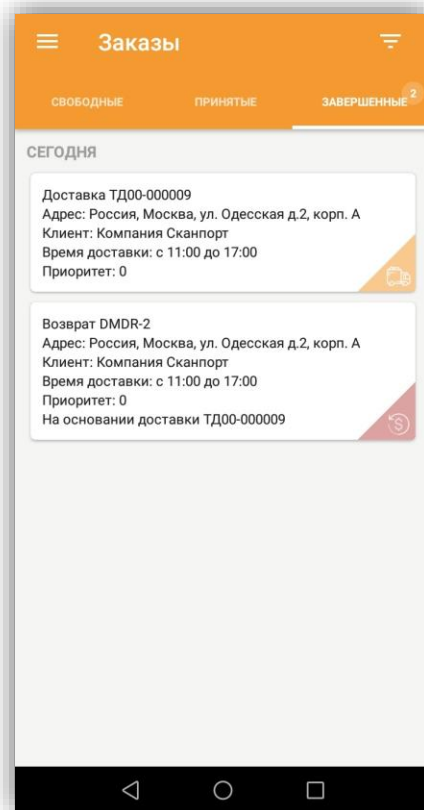 Заказы
СВОБОДНЫЕ
ПРИНЯТЫЕ
ЗАВЕРШЕННЫЕ
2
СЕГОДНЯ
Доставка ТД00-000009
Адрес: Россия, Москва, ул. Одесская д.2, корп. А
Клиент: Компания Сканпорт
Время доставки: с 11:00 до 17:00
Приоритет: 0
Возврат DMDR-2
Адрес: Россия, Москва, ул. Одесская д.2, корп. А
Клиент: Компания Сканпорт
Время доставки: с 11:00 до 17:00
Приоритет: 0
На основании доставки ТД00-000009